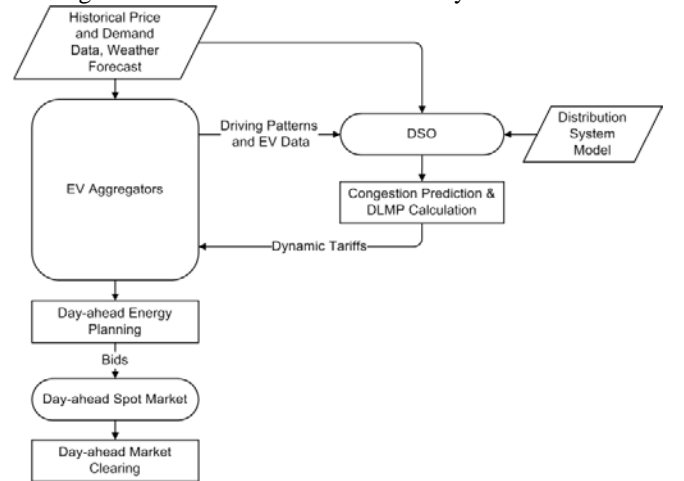 Historical Price
and Demand
Data, Weather
Forecast
Driving Patterns
and EV Data
DSO
Distribution
System
Model
EV Aggregators
Congestion Prediction &
DLMP Calculation
Dynamic Tariffs
Day-ahead Energy
Planning
Bids
Day-ahead Spot Market
Day-ahead Market
Clearing